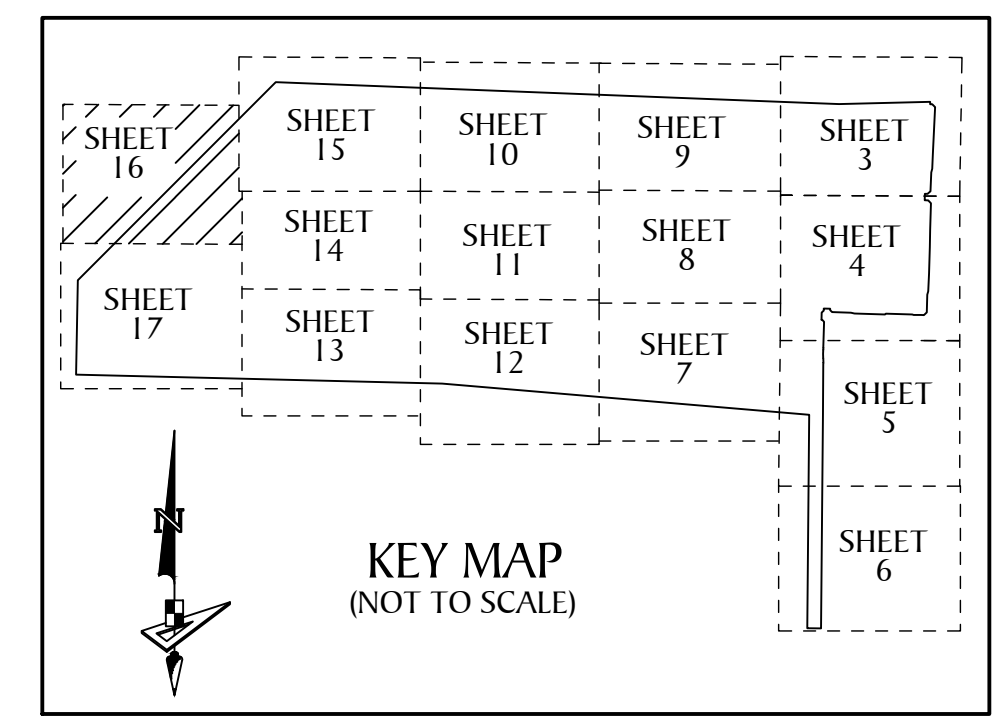 SHEET
16
SHEET
15
SHEET
10
SHEET
9
SHEET
3
SHEET
14
SHEET
11
SHEET
8
SHEET
4
SHEET
17
SHEET
13
SHEET
12
SHEET
7
SHEET
5
SHEET
6
N
KEY MAP
(NOT TO SCALE)